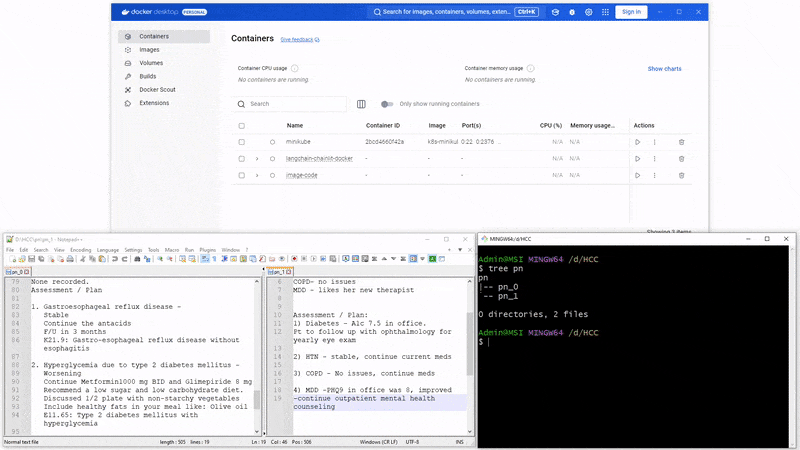 docker desktop PERSONAL
Search for images, containers, volumes, exten... Ctrl+K
Sign in
Containers
Images
Volumes
Builds
Docker Scout
Extensions
Containers Give feedback
Container CPU usage
No containers are running.
Container memory usage
No containers are running.
Show charts
Search
Only show running containers
Name Container ID Image Port(s) CPU (%) Memory usage... Actions
minikube 2bcd4660f42a k8s-minikul 0:22 0:2376 ... N/A N/A
langchain-chainlit-docker - - - N/A N/A
image-code - - - N/A N/A
Showing 3 items
D:\HCC\pn\pn_1 - Notepad++
File Edit Search View Encoding Language Settings Tools Macro Run Plugins Window ?
pn_0
79 None recorded.
80 Assessment / Plan
81
82 1. Gastroesophageal reflux disease -
83 Stable
84 Continue the antacids
85 F/U in 3 months
86 K21.9: Gastro-esophageal reflux disease without
esophagitis
87
88 2. Hyperglycemia due to type 2 diabetes mellitus -
89 Worsening
90 Continue Metformin1000 mg BID and Glimepiride 8 mg
91 Recommend a low sugar and low carbohydrate diet.
92 Discussed 1/2 plate with non-starchy vegetables
93 Include healthy fats in your meal like: Olive oil
94 E11.65: Type 2 diabetes mellitus with
hyperglycemia
95
pn_1
6 COPD- no issues
MDD - likes her new therapist
10 Assessment / Plan:
11 1) Diabetes - A1c 7.5 in office.
12 Pt to follow up with ophthalmology for
yearly eye exam
13
14 2) HTN - stable, continue current meds
15
16 3) COPD - No issues, continue meds
17
18 4) MDD -PHQ9 in office was 8, improved
19 -continue outpatient mental health
counseling
Normal text file length : 505 lines : 19 Ln : 19 Col : 46 Pos : 506 Windows (CR LF) UTF-8 INS
MINGW64:/d/HCC
Admin@MSI MINGW64 /d/HCC
$ tree pn
pn
|-- pn_0
`-- pn_1
0 directories, 2 files
Admin@MSI MINGW64 /d/HCC
$